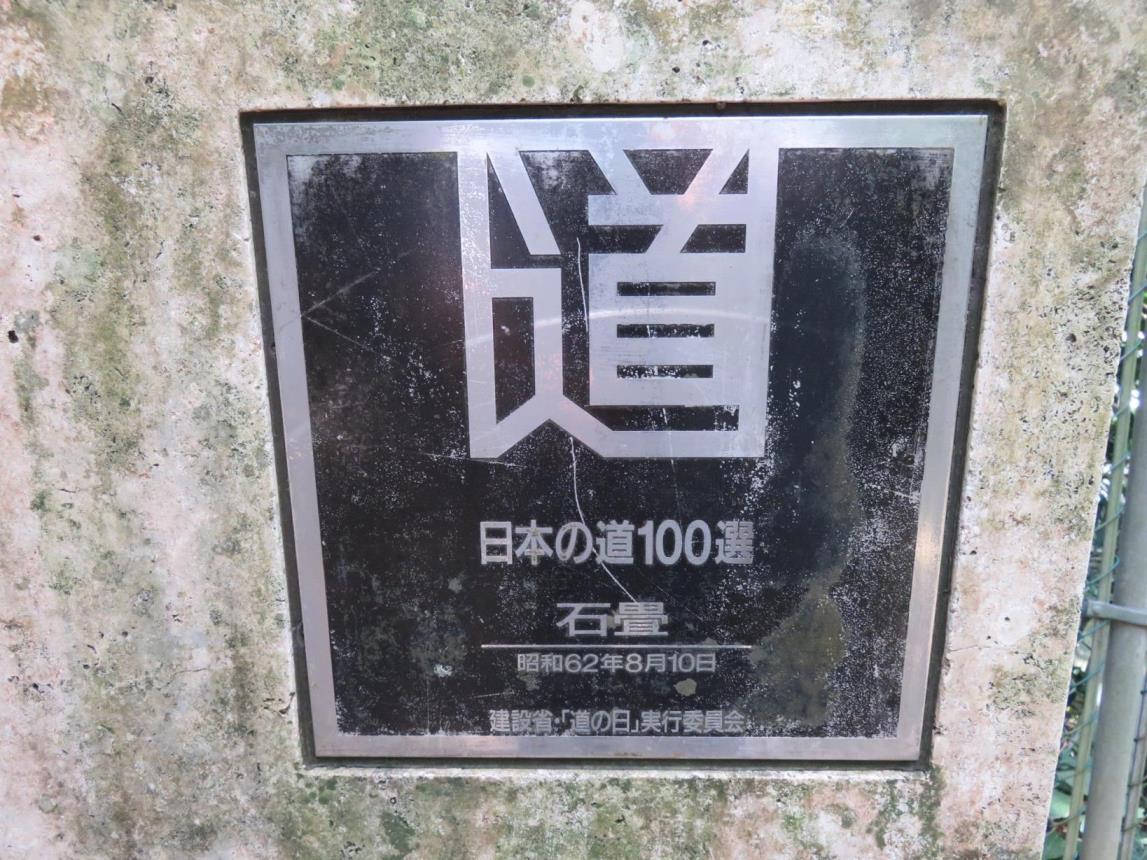 道
日本の道100選
石畳
昭和62年8月10日
建設省・「道の日」実行委員会